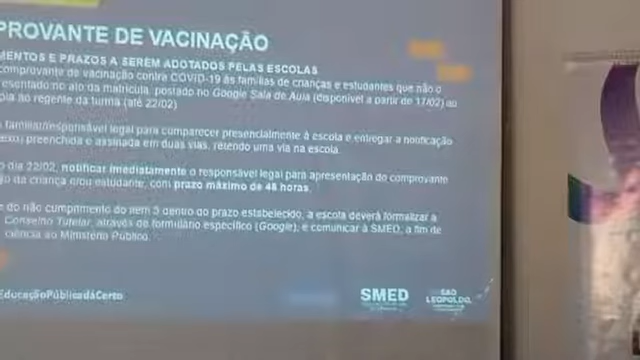 PROVANTE DE VACINAÇÃO
MENTOS E PRAZOS A SEREM ADOTADOS PELAS ESCOLAS
comprovante de vacinação contra COVID-19 às famílias de crianças e estudantes que não o
esentado no ato da matrícula, postado no Google Sala de Aula (disponível a partir de 17/02) ao
pia ao regente da turma (até 22/02)
familiar/responsável legal para comparecer presencialmente à escola e entregar a notificação
exo) preenchida e assinada em duas vias, retendo uma via na escola.
o dia 22/02, notificar imediatamente o responsável legal para apresentação do comprovante
da criança e/ou estudante, com prazo máximo de 48 horas.
do não cumprimento do item 3 dentro do prazo estabelecido, a escola deverá formalizar a
Conselho Tutelar, através de formulário específico (Google), e comunicar à SMED, a fim de
ciência ao Ministério Público.
EducaçãoPúblicadáCerto
SMED
SÃO
LEOPOLDO